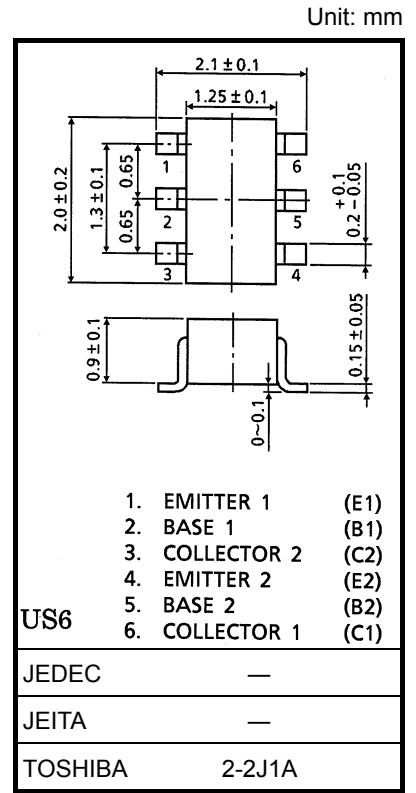 Unit: mm
2.1±0.1
1.25±0.1
1
6
2
5
3
4
2.0±0.2
1.3±0.1
0.65
0.65
+0.1
0.2-0.05
0.9±0.1
0.15±0.05
0~0.1
1. EMITTER 1 (E1)
2. BASE 1 (B1)
3. COLLECTOR 2 (C2)
4. EMITTER 2 (E2)
5. BASE 2 (B2)
US6 6. COLLECTOR 1 (C1)
JEDEC —
JEITA —
TOSHIBA 2-2J1A